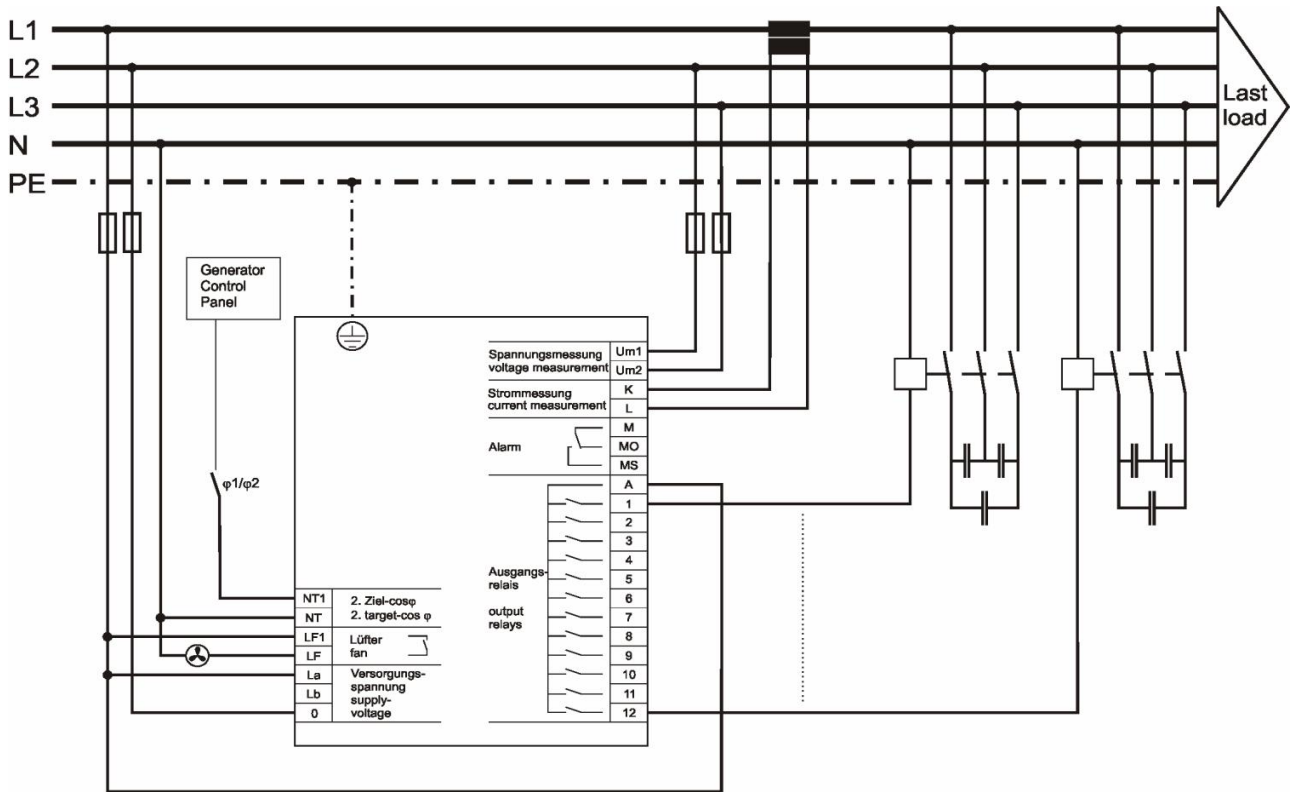 L1
L2
L3
N
PE
Last
load
Generator
Control
Panel
φ1/φ2
Spannungsmessung
voltage measurement
Um1
Um2
Strommessung
current measurement
K
L
Alarm
M
MO
MS
Ausgangs-
relais
output
relays
A
1
2
3
4
5
6
7
8
9
10
11
12
NT1
NT
2. Ziel-cosφ
2. target-cos φ
LF1
LF
Lüfter
fan
La
Lb
0
Versorgungs-
spannung
supply-
voltage